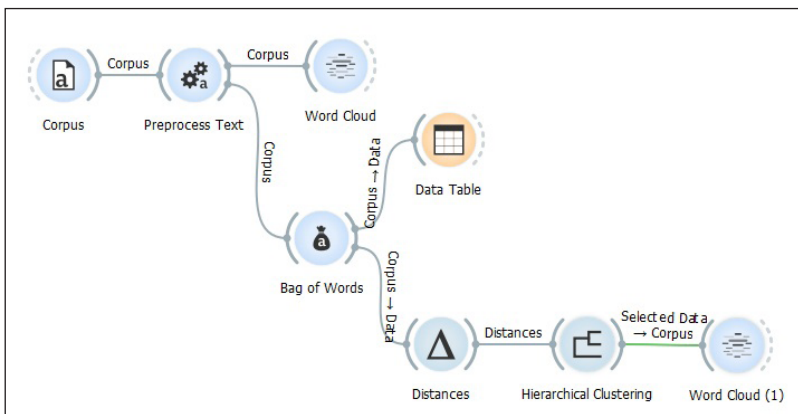 Corpus
Corpus
Corpus
Preprocess Text
Word Cloud
Corpus
Corpus → Data
Data Table
Bag of Words
Corpus → Data
Distances
Distances
Hierarchical Clustering
Selected Data
→ Corpus
Word Cloud (1)
a
a
a